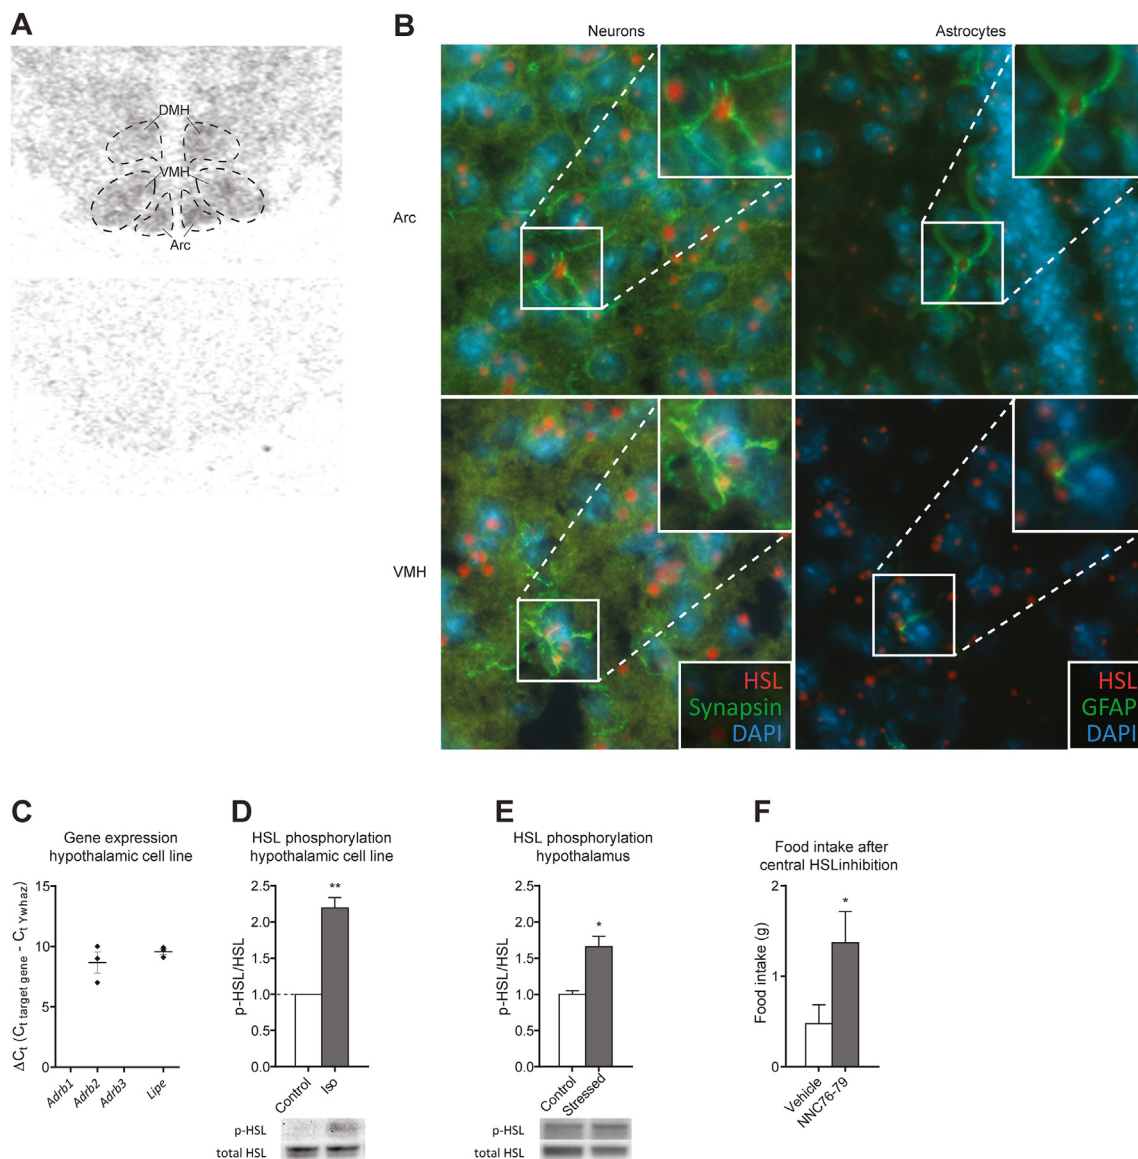 A
DMH
VMH
Arc
B
Neurons
Astrocytes
Arc
VMH
HSL
Synapsin
DAPI
HSL
GFAP
DAPI
C
Gene expression
hypothalamic cell line
ΔCt (Ct target gene - Ct Ywhaz)
15
10
5
0
Adrb1
Adrb2
Adrb3
Lipe
D
HSL phosphorylation
hypothalamic cell line
p-HSL/HSL
2.5
2.0
1.5
1.0
0.5
0.0
**
Control
Iso
p-HSL
total HSL
E
HSL phosphorylation
hypothalamus
p-HSL/HSL
2.5
2.0
1.5
1.0
0.5
0.0
*
Control
Stressed
p-HSL
total HSL
F
Food intake after
central HSLinhibition
Food intake (g)
2
1
0
*
Vehicle
NNC76-79